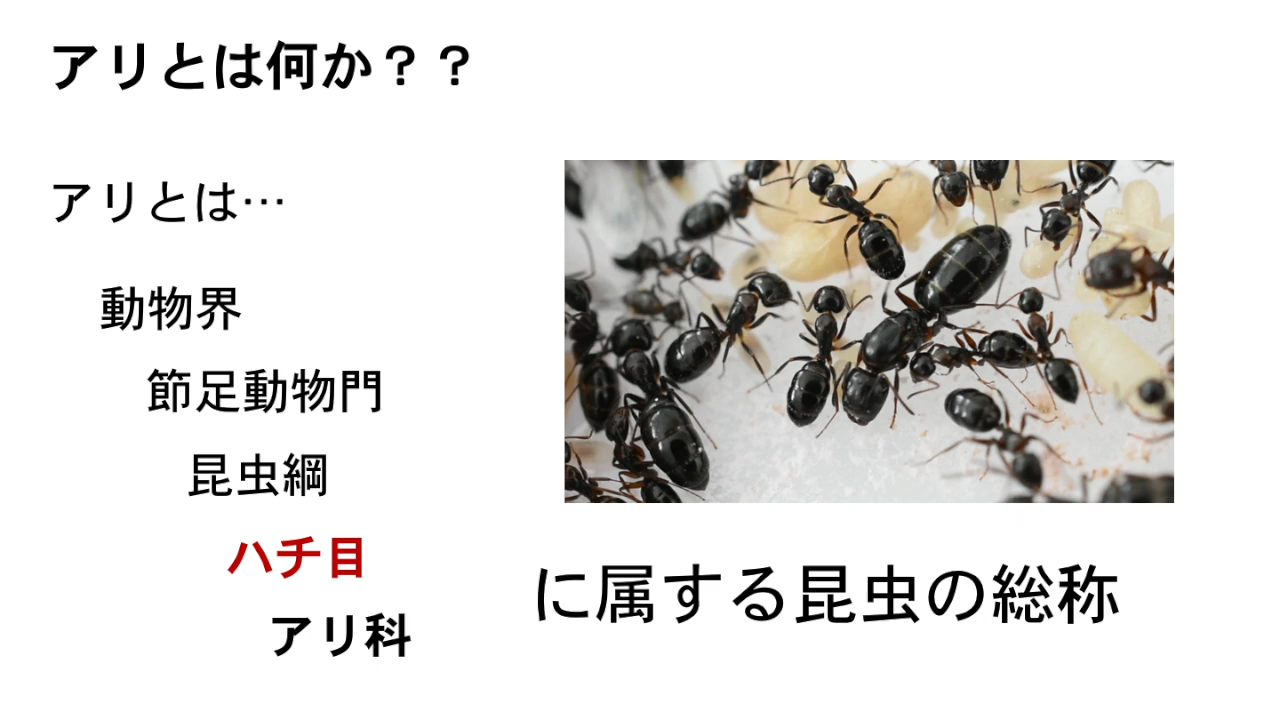 アリとは何か？？
アリとは…
動物界
節足動物門
昆虫綱
ハチ目
アリ科
に属する昆虫の総称